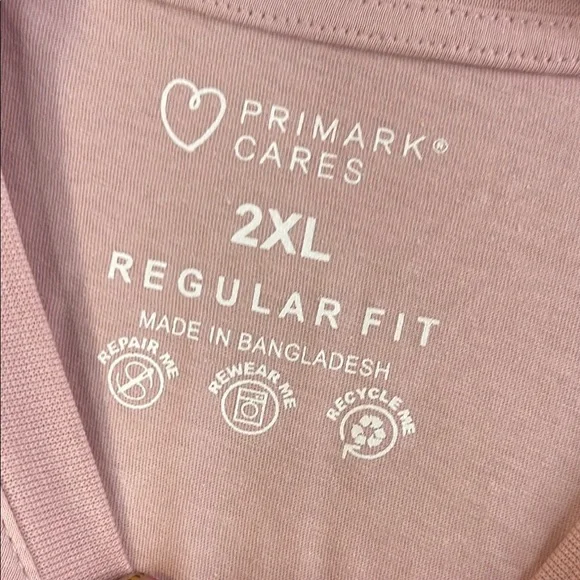 PRIMARK®
CARES
2XL
REGULAR FIT
MADE IN BANGLADESH
REPAIR ME
REWEAR ME
RECYCLE ME